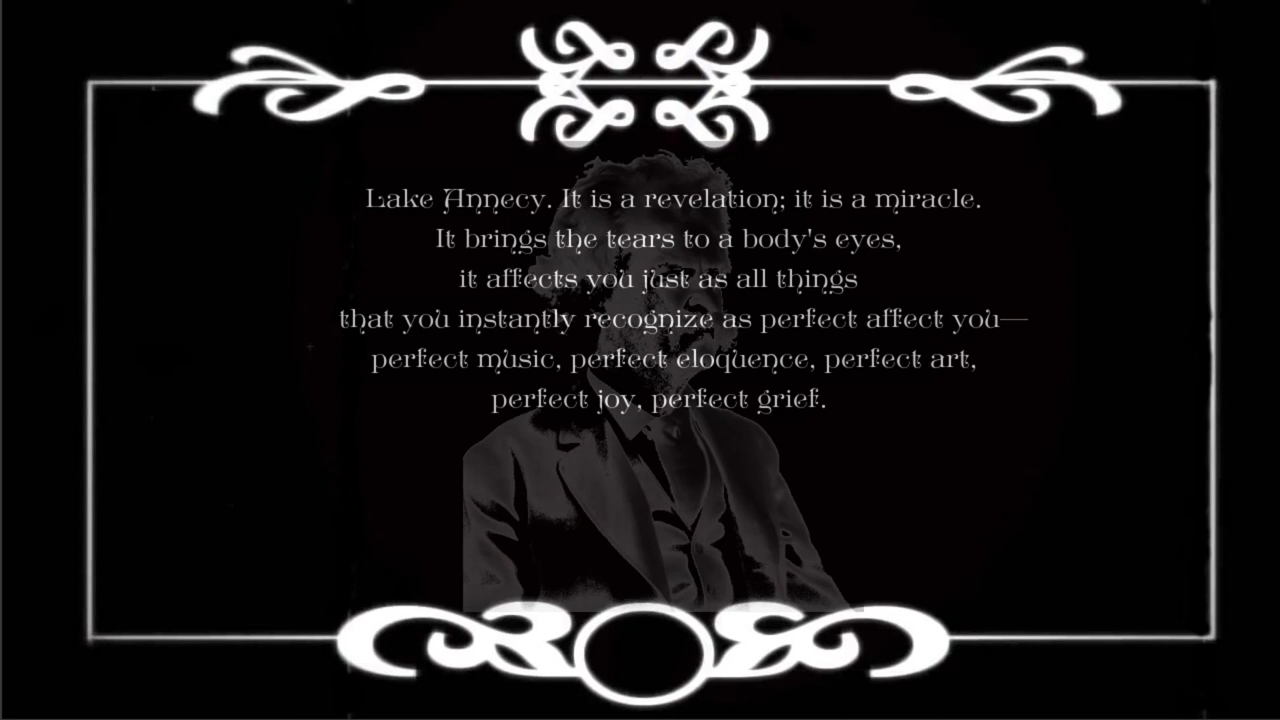 Lake Annecy. It is a revelation; it is a miracle.
It brings the tears to a body's eyes,
it affects you just as all things
that you instantly recognize as perfect affect you—
perfect music, perfect eloquence, perfect art,
perfect joy, perfect grief.